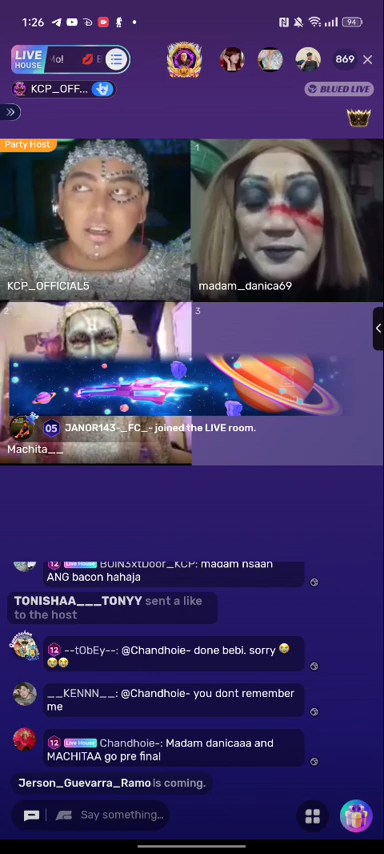 1:26
94
LIVE
HOUSE
Mo!
E
869
KCP_OFF...
BLUED LIVE
Party Host
1
KCP_OFFICIAL5
madam_danica69
2
3
05 JANOR143-_FC_- joined the LIVE room.
Machita__
12 Live House BUiN3xtDoor_KCP: madam nsaan
ANG bacon hahaja
TONISHAA___TONYY sent a like
to the host
12 --tObEy--: @Chandhoie- done bebi. sorry 😭
😭😭
__KENNN__: @Chandhoie- you dont remember
me
12 Live House Chandhoie-: Madam danicaaa and
MACHITAA go pre final
Jerson_Guevarra_Ramo is coming.
Say something...